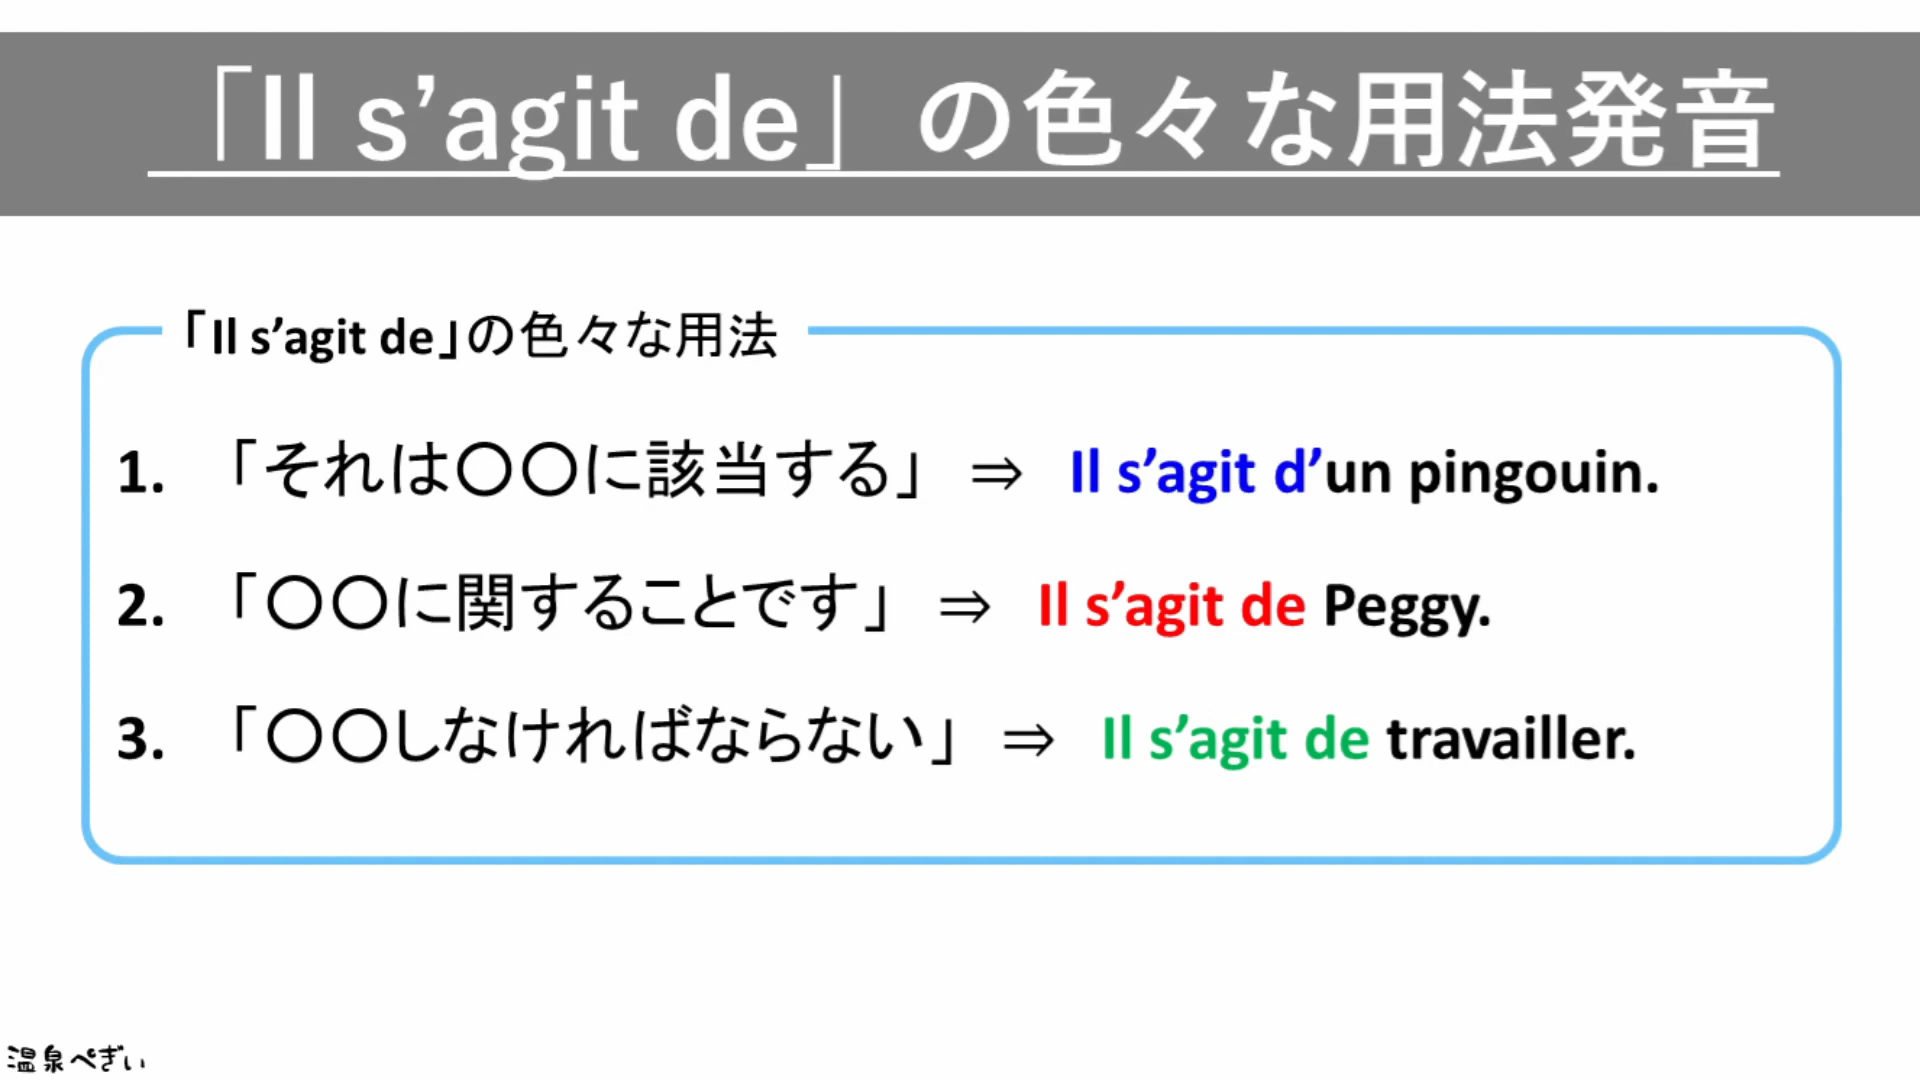 「Il s’agit de」の色々な用法発音
「Il s’agit de」の色々な用法
1. 「それは〇〇に該当する」 ⇒ Il s’agit d’un pingouin.
2. 「〇〇に関することです」 ⇒ Il s’agit de Peggy.
3. 「〇〇しなければならない」 ⇒ Il s’agit de travailler.
温泉ぺぎい